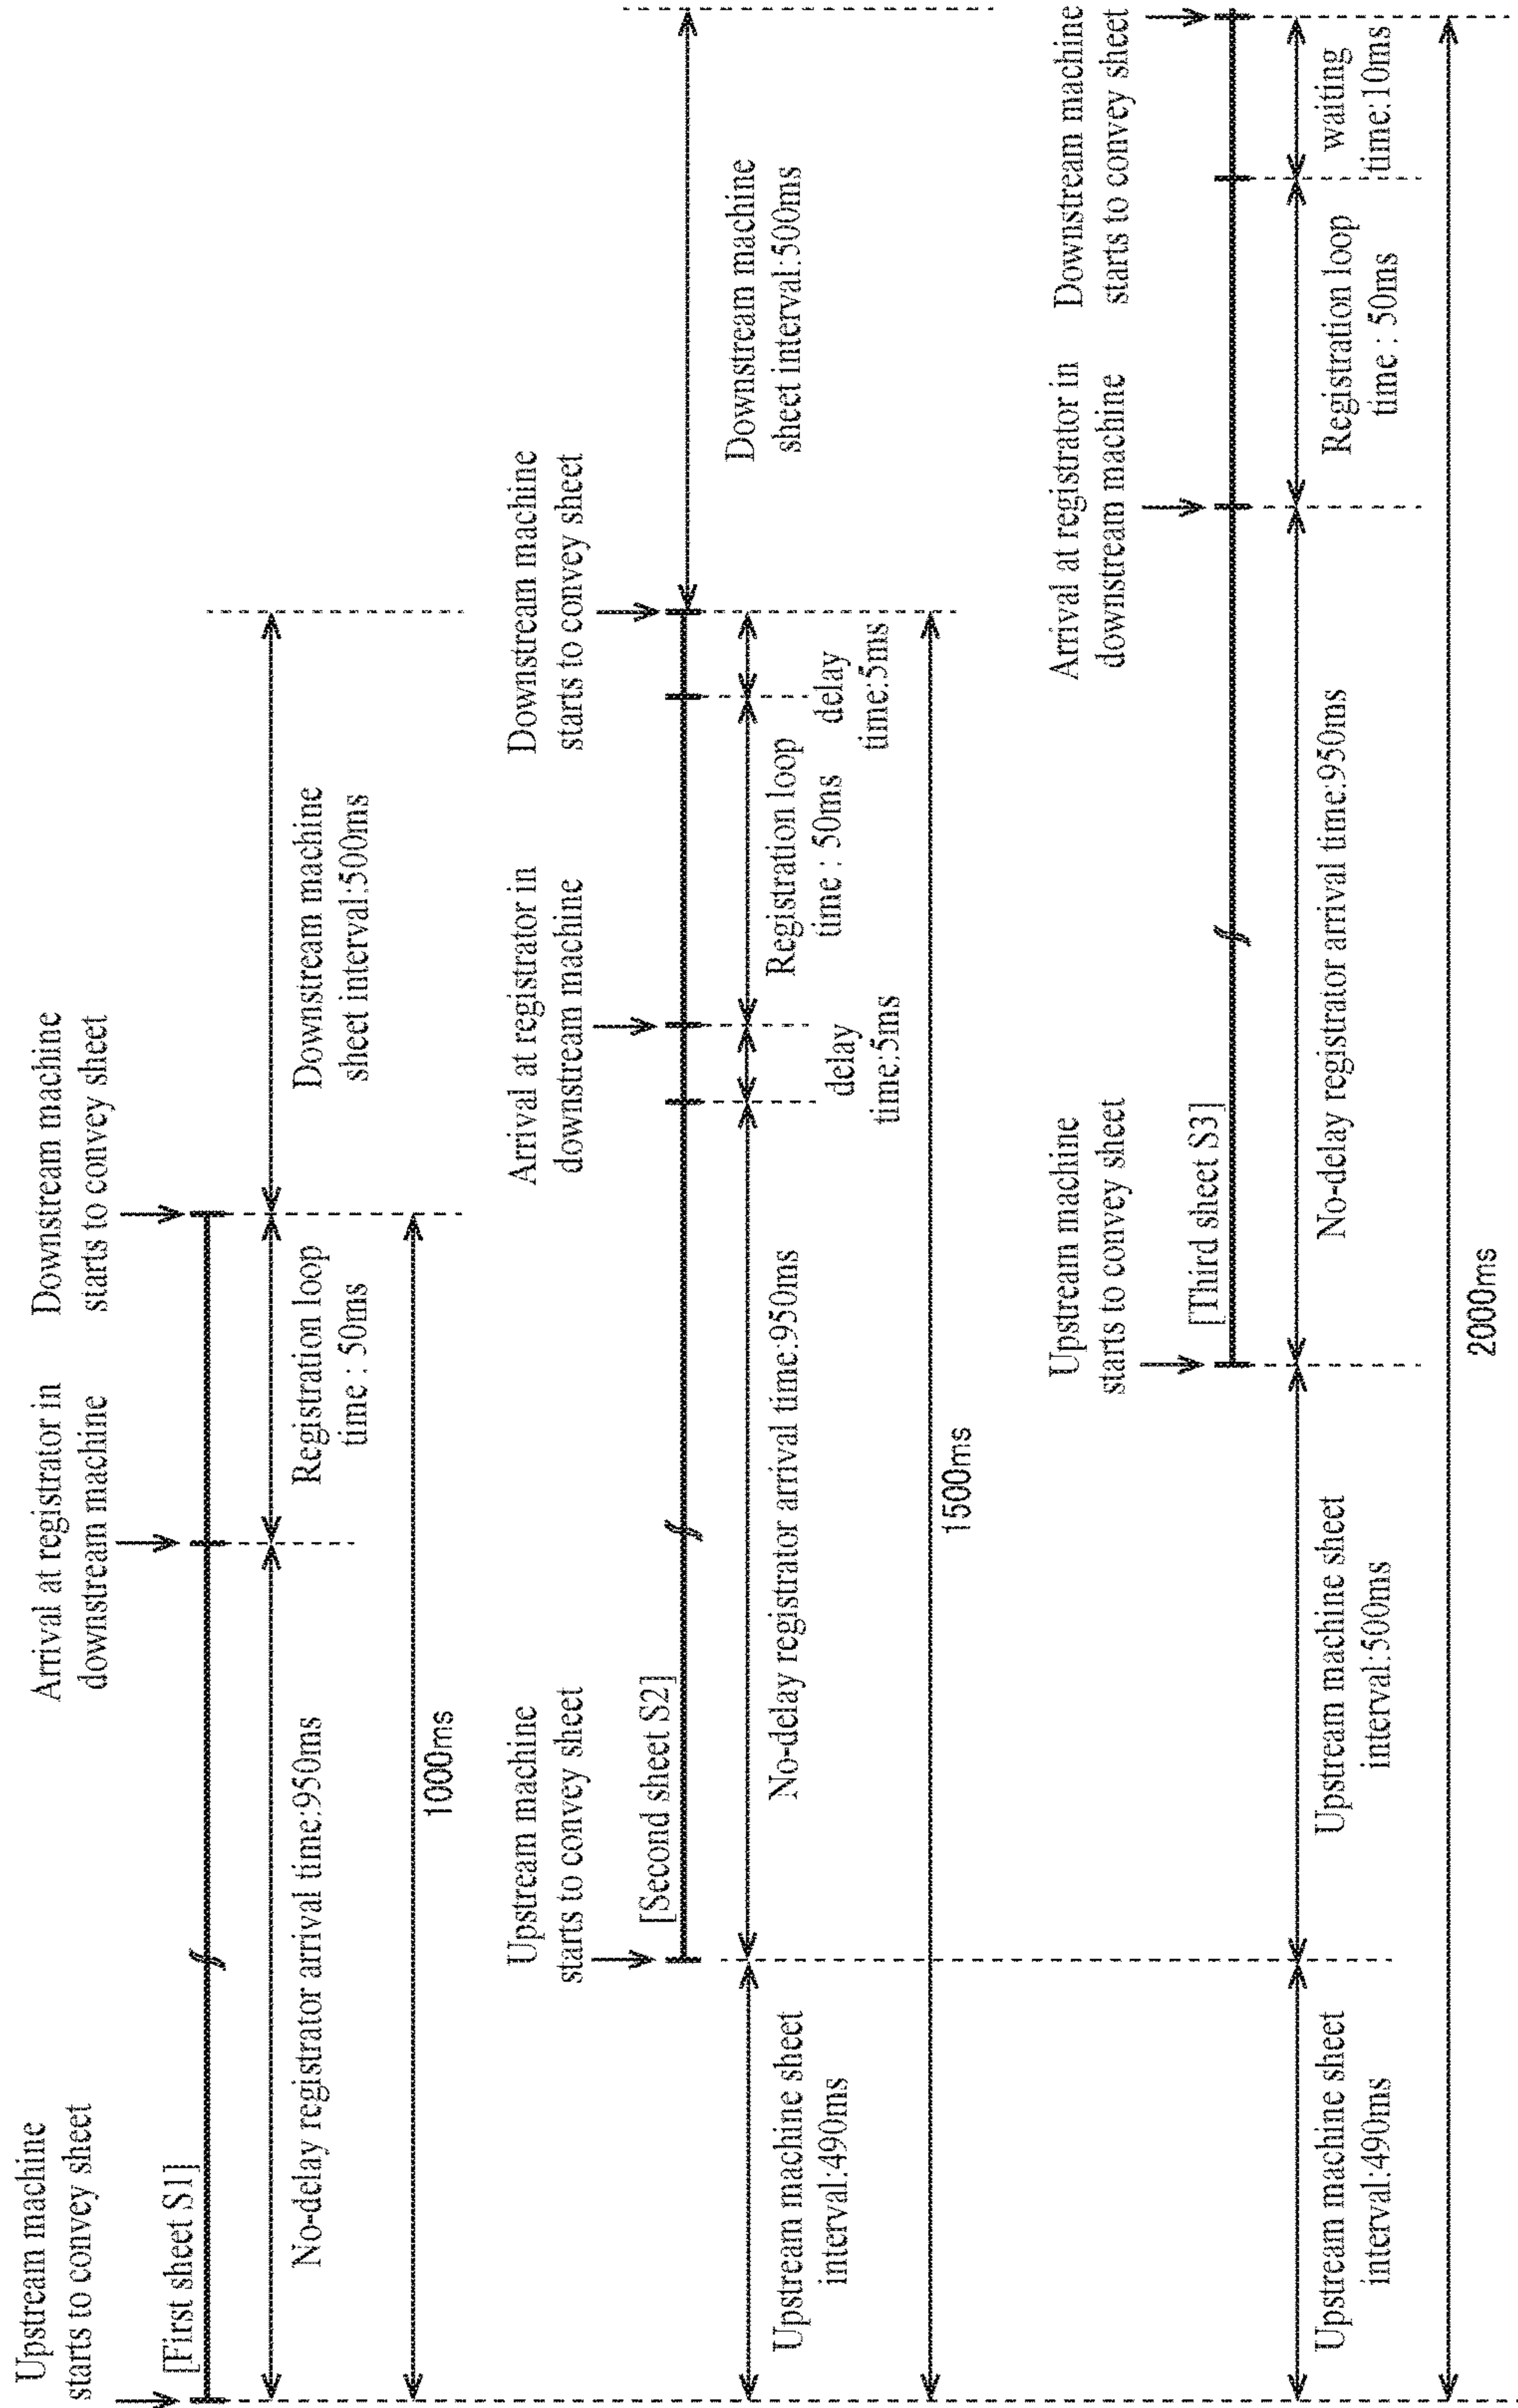 Upstream machine
starts to convey sheet
Arrival at registrator in
downstream machine
Downstream machine
starts to convey sheet
[First sheet S1]
No-delay registrator arrival time:950ms
Registration loop
time : 50ms
Downstream machine
sheet interval:500ms
1000ms
Upstream machine
starts to convey sheet
Arrival at registrator in
downstream machine
Downstream machine
starts to convey sheet
[Second sheet S2]
Upstream machine sheet
interval:490ms
No-delay registrator arrival time:950ms
delay
time:5ms
Registration loop
time : 50ms
delay
time:5ms
Downstream machine
sheet interval:500ms
1500ms
Upstream machine
starts to convey sheet
Arrival at registrator in
downstream machine
Downstream machine
starts to convey sheet
[Third sheet S3]
Upstream machine sheet
interval:490ms
Upstream machine sheet
interval:500ms
No-delay registrator arrival time:950ms
Registration loop
time : 50ms
waiting
time:10ms
2000ms